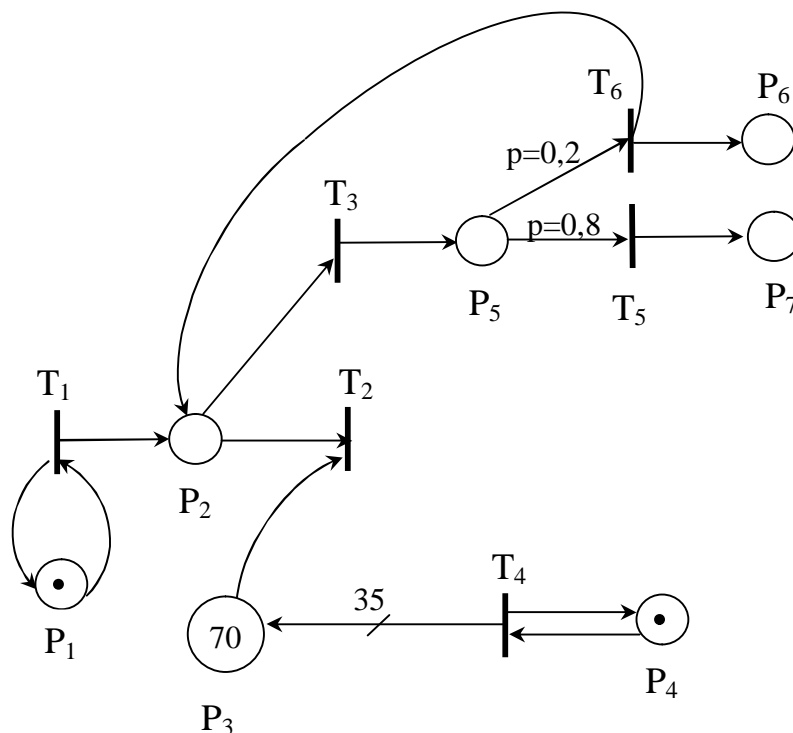 T₆
P₆
p=0,2
T₃
p=0,8
P₅
T₅
P₇
T₁
T₂
P₂
35
T₄
70
P₁
P₄
P₃